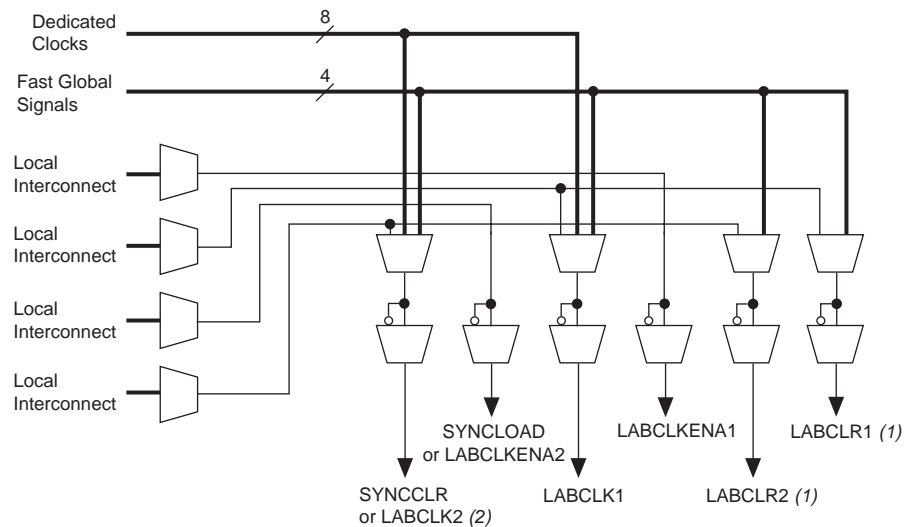 Dedicated
Clocks
8
Fast Global
Signals
4
Local
Interconnect
Local
Interconnect
Local
Interconnect
Local
Interconnect
SYNCLOAD
or LABCLKENA2
LABCLKENA1
LABCLR1 (1)
SYNCCLR
or LABCLK2 (2)
LABCLK1
LABCLR2 (1)